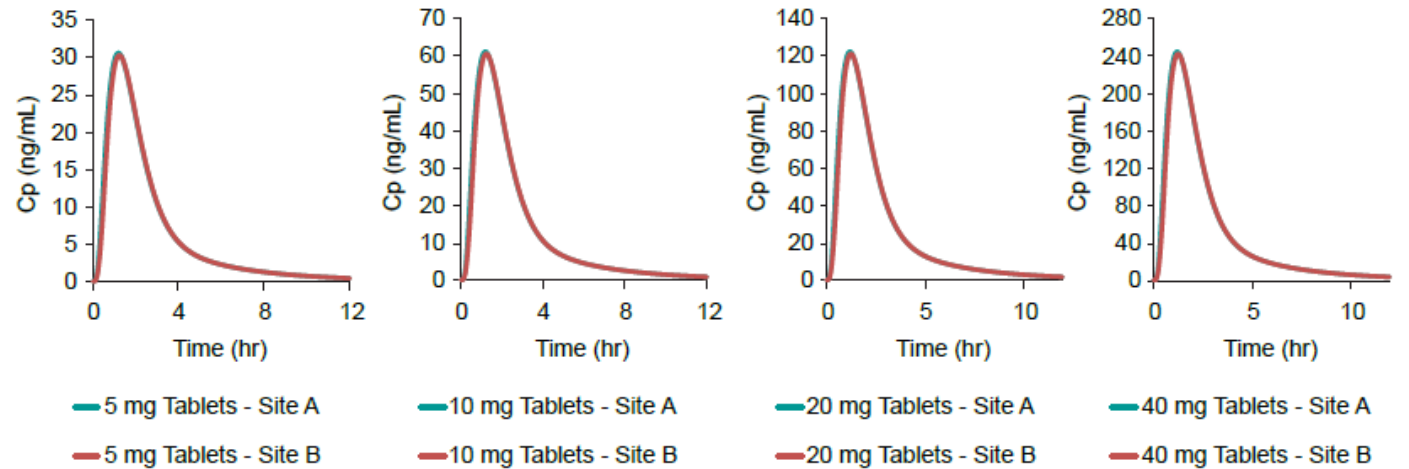 35
30
25
20
15
10
5
0
Cp (ng/mL)
0 4 8 12
Time (hr)
5 mg Tablets - Site A
5 mg Tablets - Site B
70
60
50
40
30
20
10
0
Cp (ng/mL)
0 4 8 12
Time (hr)
10 mg Tablets - Site A
10 mg Tablets - Site B
140
120
100
80
60
40
20
0
Cp (ng/mL)
0 5 10
Time (hr)
20 mg Tablets - Site A
20 mg Tablets - Site B
280
240
200
160
120
80
40
0
Cp (ng/mL)
0 5 10
Time (hr)
40 mg Tablets - Site A
40 mg Tablets - Site B